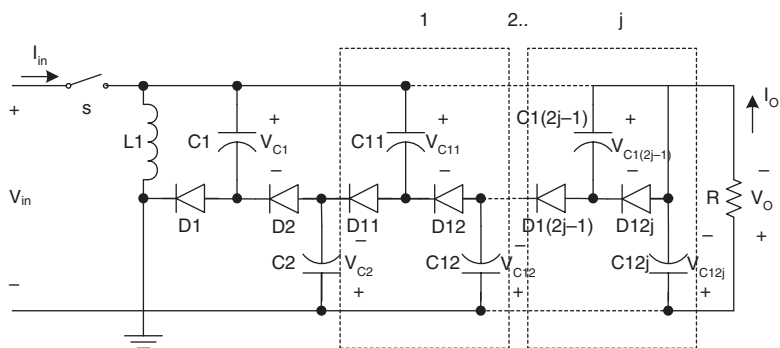 1 2.. j
I_in
I_O
+ s
L1 C1 + V_C1 C11 + V_C11 C1(2j–1) + V_C1(2j–1)
V_in – – – R – V_O +
D1 D2 D11 D12 D1(2j–1) D12j
C2 – V_C2 + C12 – V_C12 + C12j – V_C12j +
–